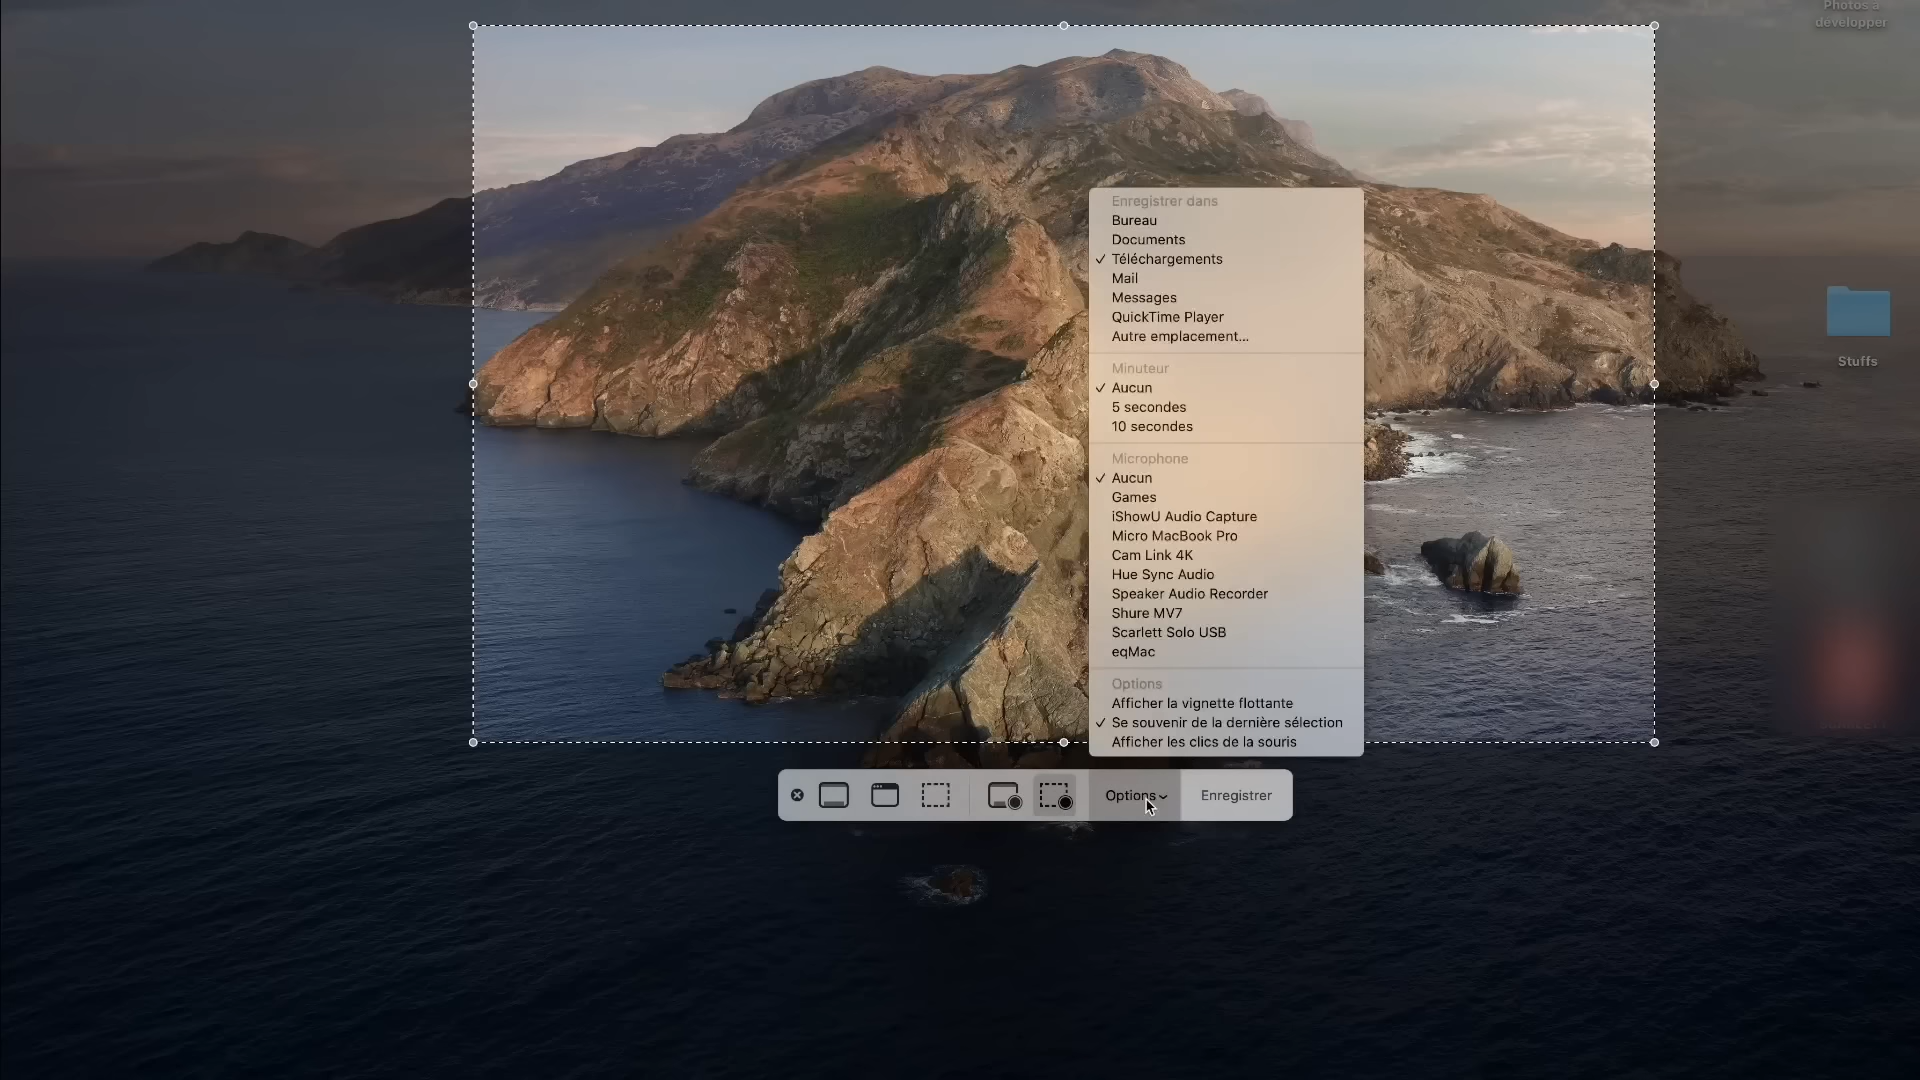 Photos à
développer
Enregistrer dans
Bureau
Documents
✓ Téléchargements
Mail
Messages
QuickTime Player
Autre emplacement...
Minuteur
✓ Aucun
5 secondes
10 secondes
Microphone
✓ Aucun
Games
iShowU Audio Capture
Micro MacBook Pro
Cam Link 4K
Hue Sync Audio
Speaker Audio Recorder
Shure MV7
Scarlett Solo USB
eqMac
Options
Afficher la vignette flottante
✓ Se souvenir de la dernière sélection
Afficher les clics de la souris
Stuffs
Options
Enregistrer